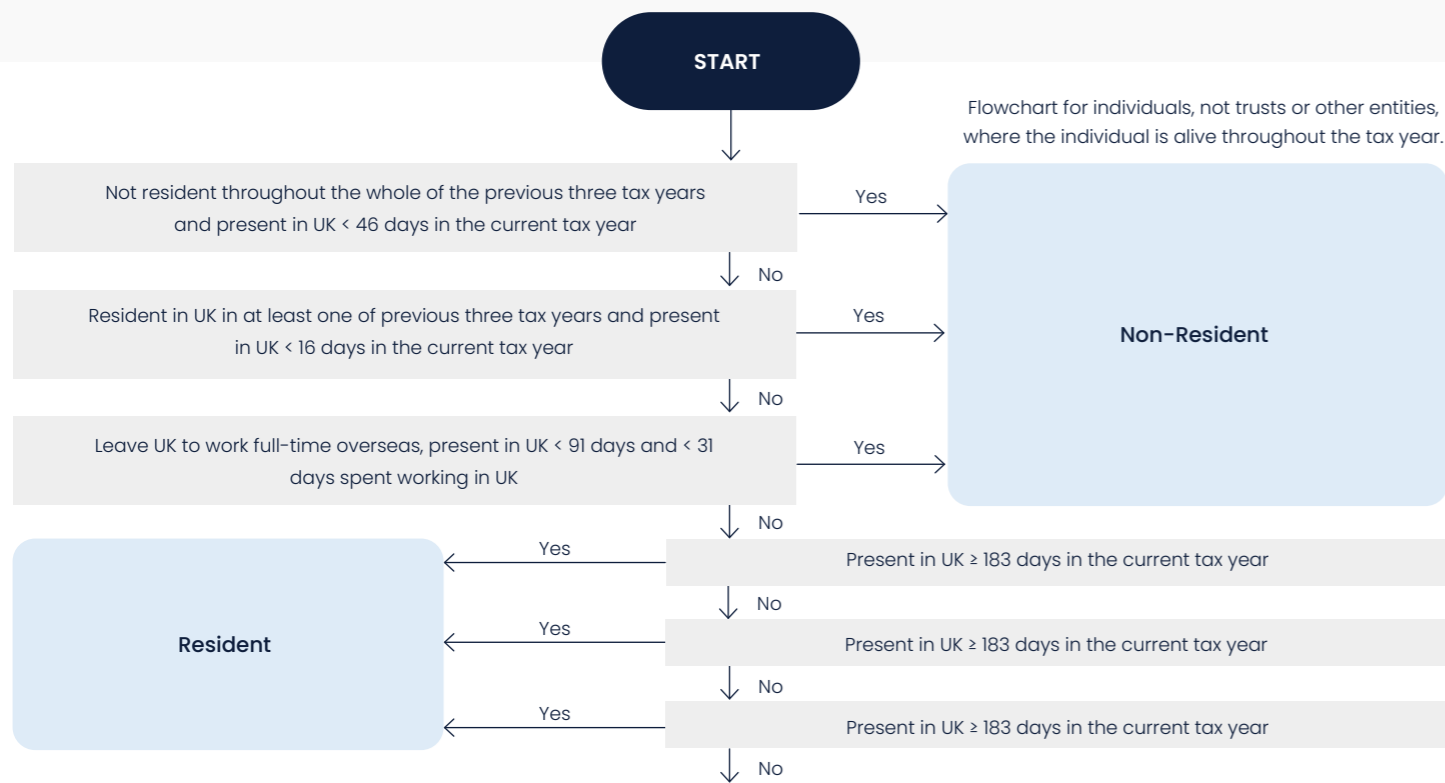 START
Flowchart for individuals, not trusts or other entities,
where the individual is alive throughout the tax year.
Not resident throughout the whole of the previous three tax years
and present in UK < 46 days in the current tax year
Yes
No
Resident in UK in at least one of previous three tax years and present
in UK < 16 days in the current tax year
Yes
Non-Resident
No
Leave UK to work full-time overseas, present in UK < 91 days and < 31
days spent working in UK
Yes
No
Present in UK ≥ 183 days in the current tax year
Yes
No
Present in UK ≥ 183 days in the current tax year
Yes
Resident
No
Present in UK ≥ 183 days in the current tax year
Yes
No